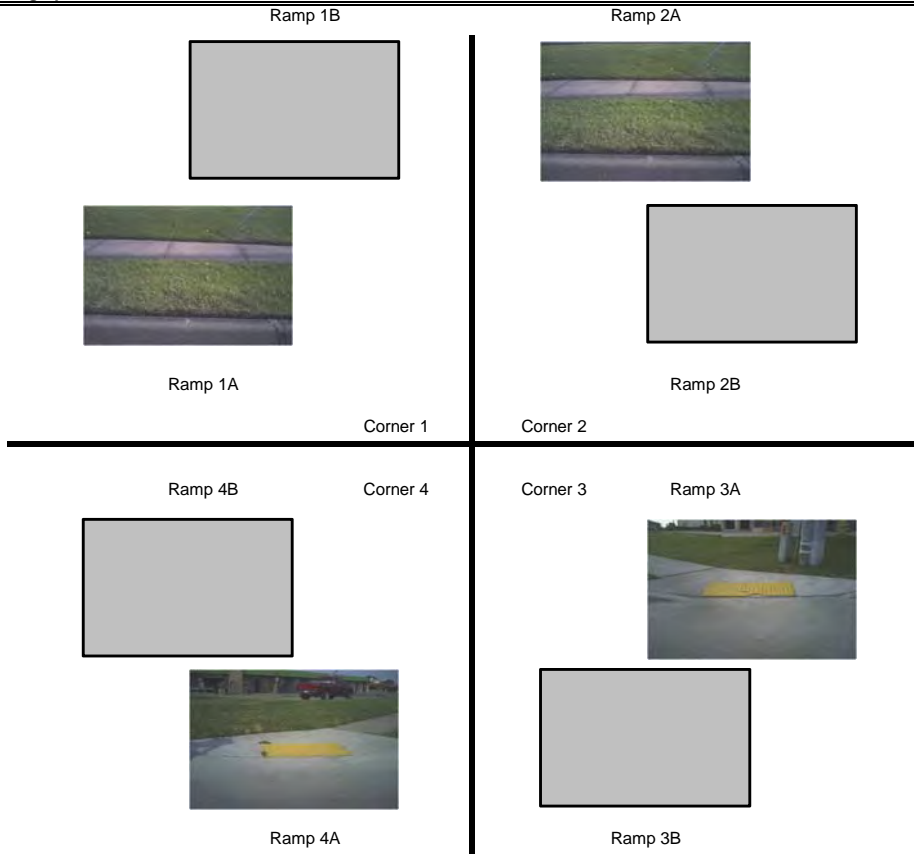 Ramp 1B
Ramp 2A
Ramp 1A
Ramp 2B
Corner 1
Corner 2
Ramp 4B
Corner 4
Corner 3
Ramp 3A
Ramp 4A
Ramp 3B